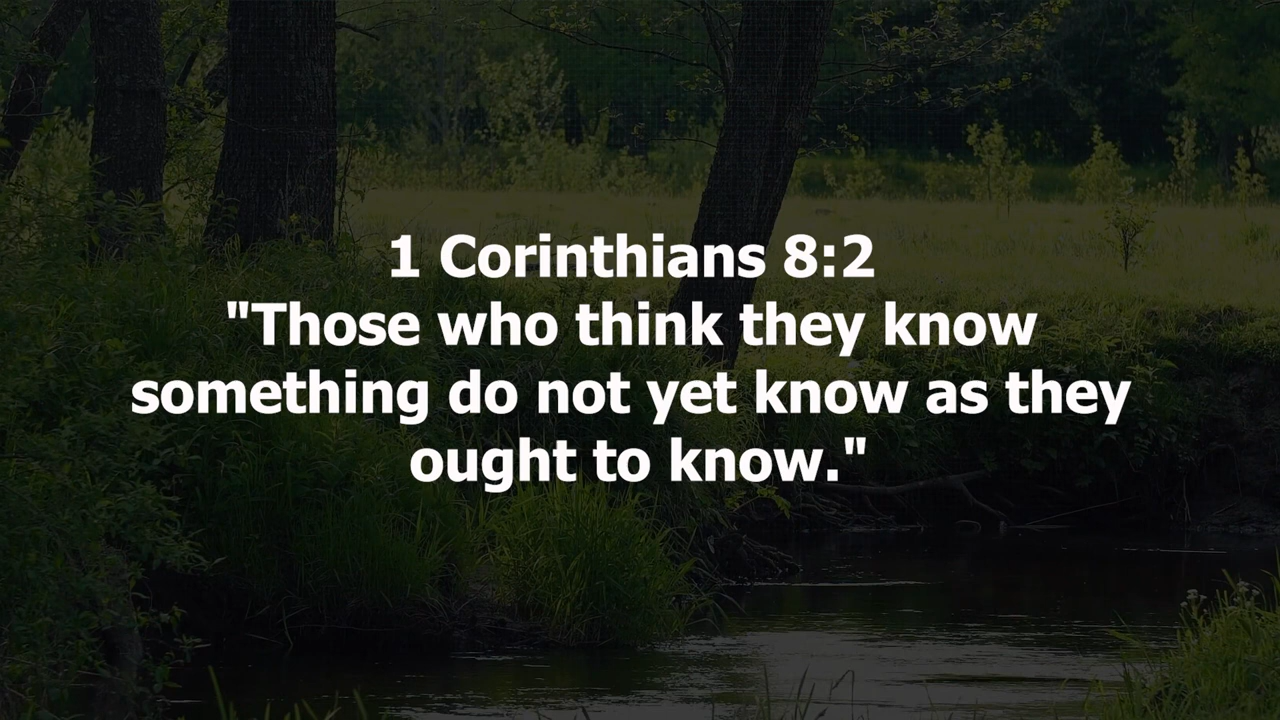 1 Corinthians 8:2
"Those who think they know
something do not yet know as they
ought to know."